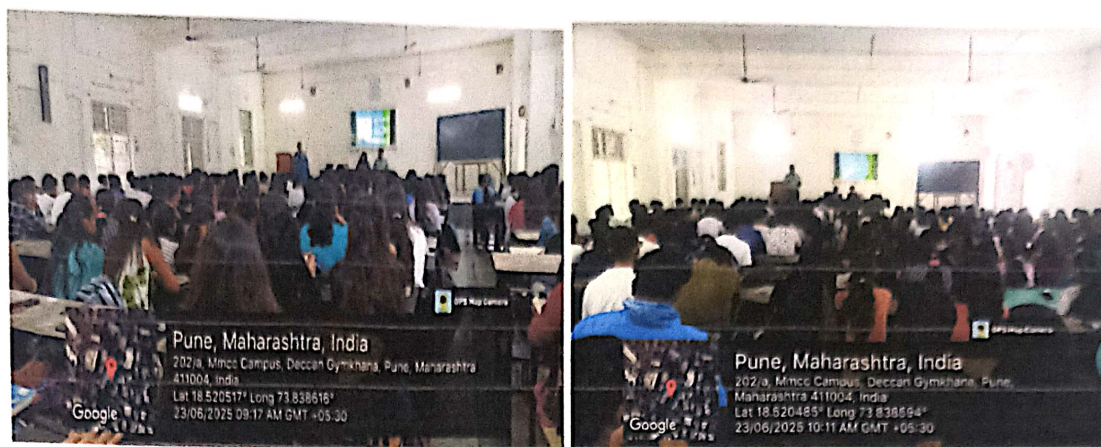 GPS Map Camera
Pune, Maharashtra, India
202/a, Mmcc Campus, Deccan Gymkhana, Pune, Maharashtra
411004, India
Lat 18.520517° Long 73.838616°
23/06/2025 09:17 AM GMT +05:30
Google
GPS Map Camera
Pune, Maharashtra, India
202/a, Mmcc Campus, Deccan Gymkhana, Pune,
Maharashtra 411004, India
Lat 18.520485° Long 73.838694°
23/06/2025 10:11 AM GMT +05:30
Google